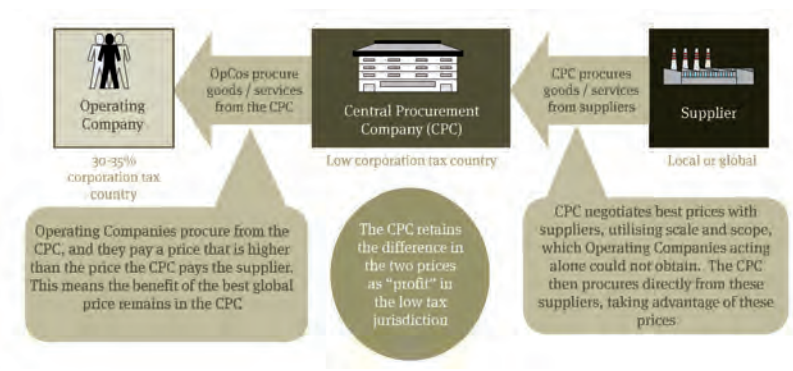 Operating
Company
30-35%
corporation tax
country
OpCos procure
goods / services
from the CPC
Central Procurement
Company (CPC)
Low corporation tax country
CPC procures
goods / services
from suppliers
Supplier
Local or global
Operating Companies procure from the
CPC, and they pay a price that is higher
than the price the CPC pays the supplier.
This means the benefit of the best global
price remains in the CPC
The CPC retains
the difference in
the two prices
as “profit” in
the low tax
jurisdiction
CPC negotiates best prices with
suppliers, utilising scale and scope,
which Operating Companies acting
alone could not obtain. The CPC
then procures directly from these
suppliers, taking advantage of these
prices